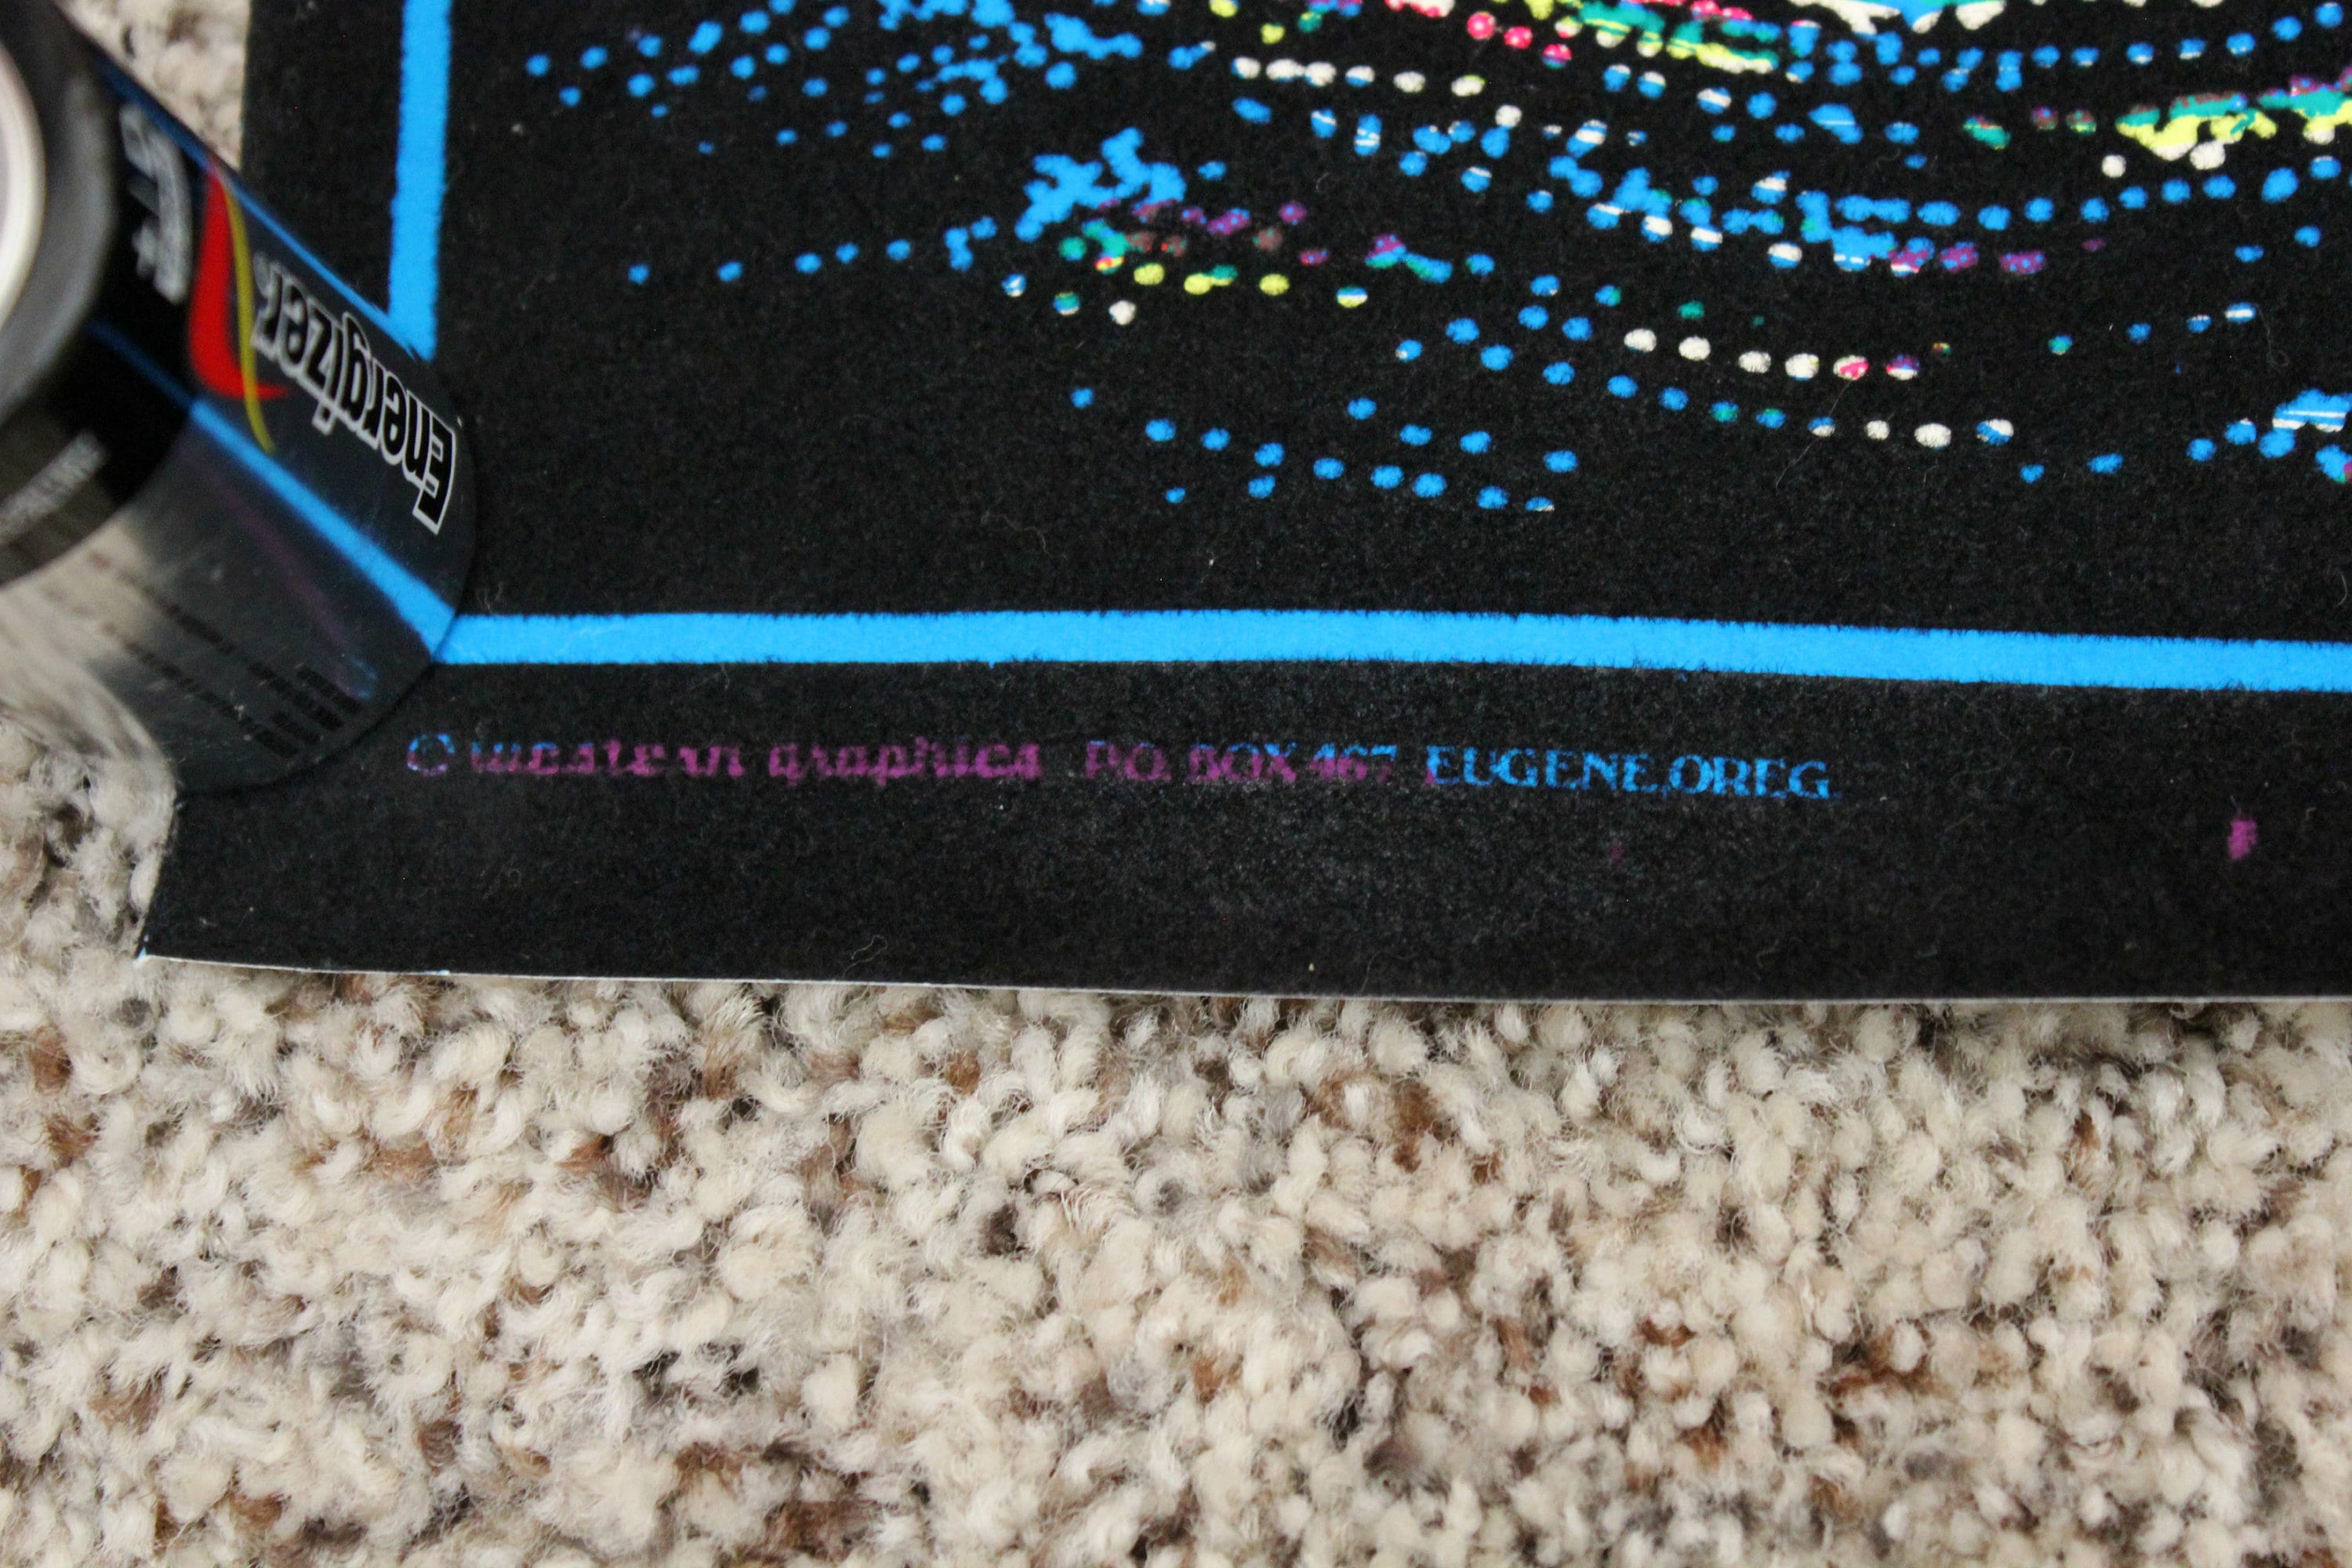 Energizer
© western graphics P.O. BOX 467 EUGENE,OREG.